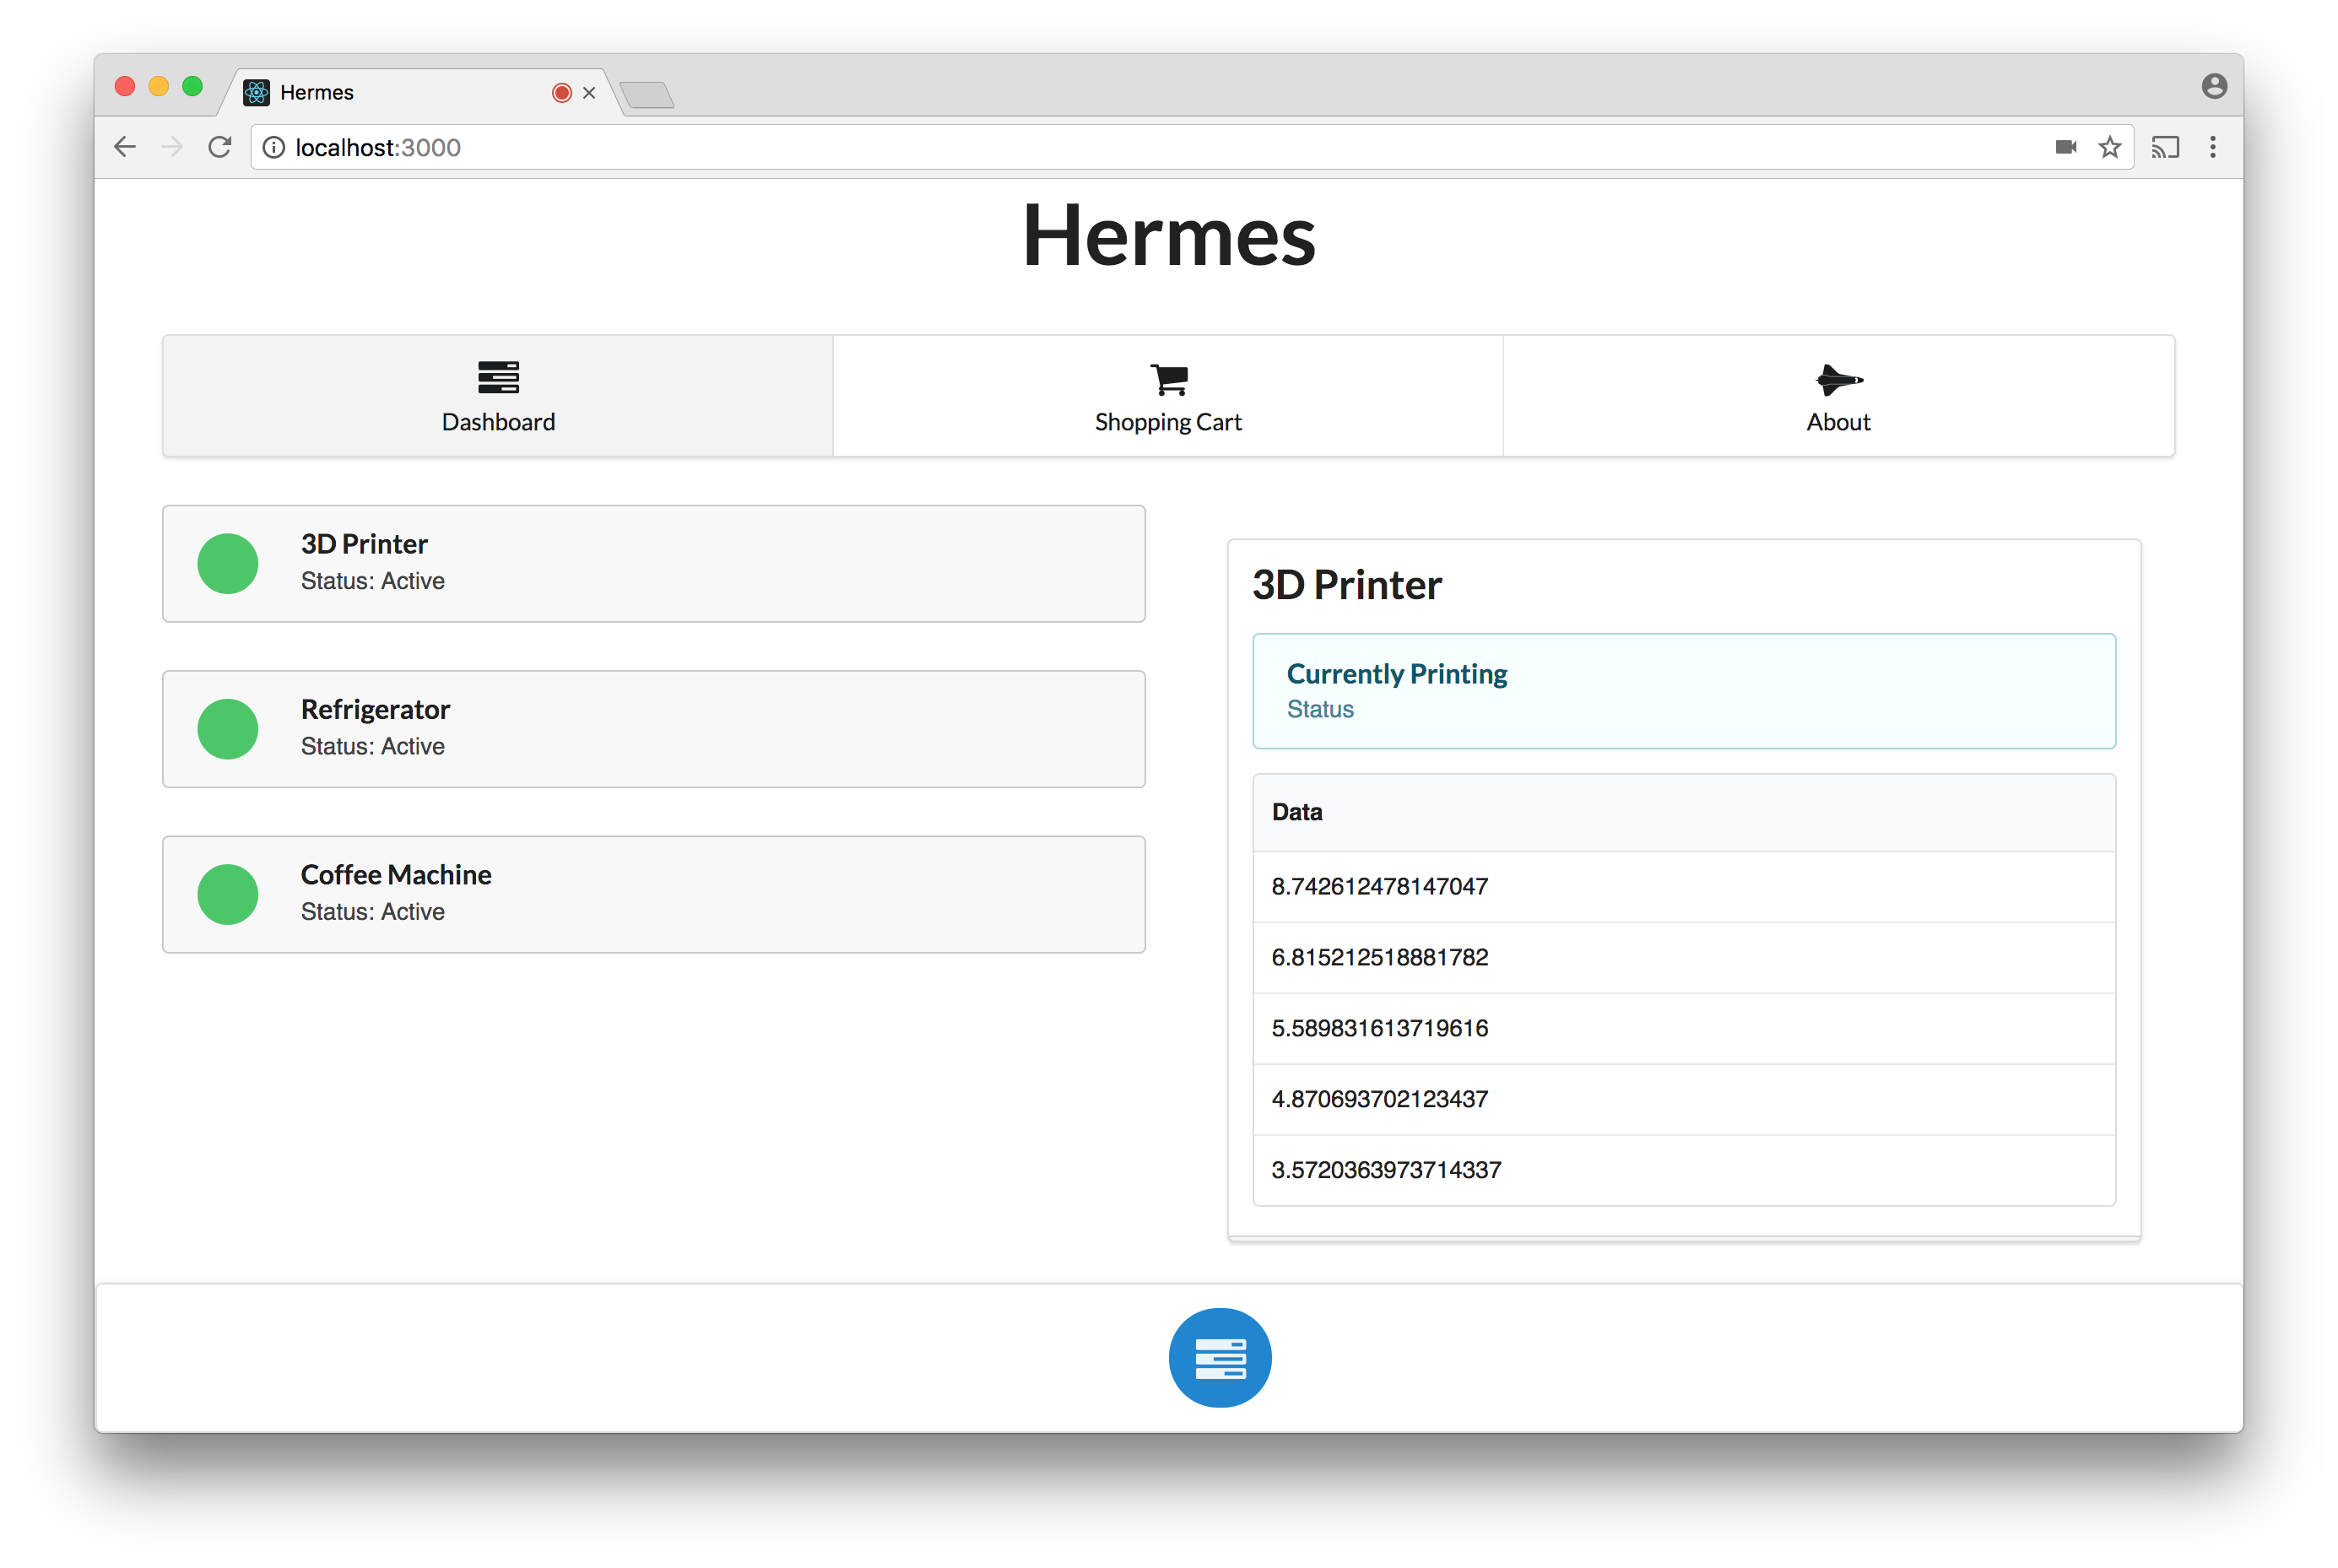 Hermes
localhost:3000
Hermes
Dashboard
Shopping Cart
About
3D Printer
Status: Active
Refrigerator
Status: Active
Coffee Machine
Status: Active
3D Printer
Currently Printing
Status
Data
8.742612478147047
6.815212518881782
5.589831613719616
4.870693702123437
3.5720363973714337